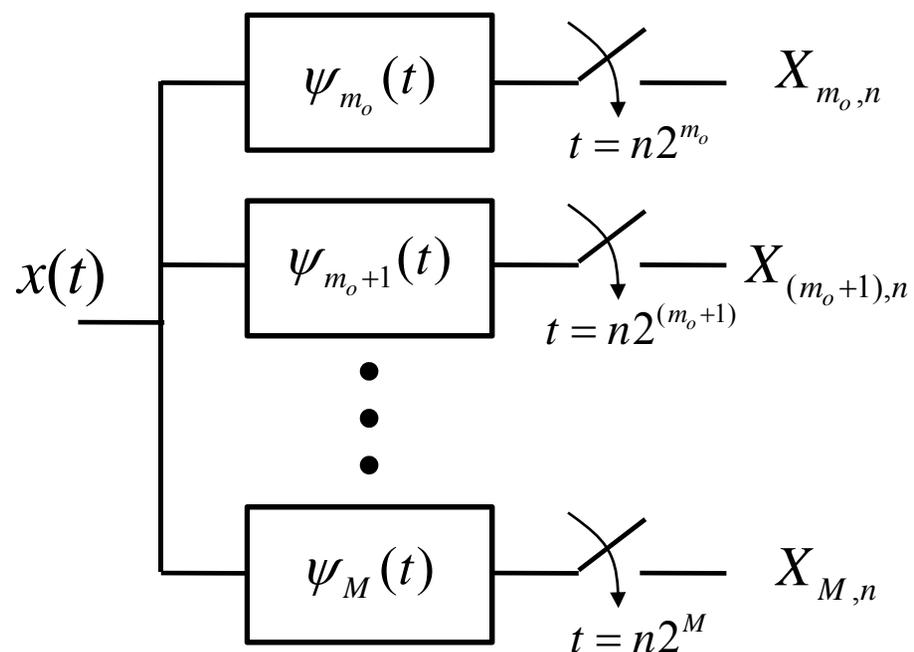 ψ_{m_o}(t)
X_{m_o,n}
t = n2^{m_o}
x(t)
ψ_{m_o+1}(t)
X_{(m_o+1),n}
t = n2^{(m_o+1)}
ψ_M(t)
X_{M,n}
t = n2^M